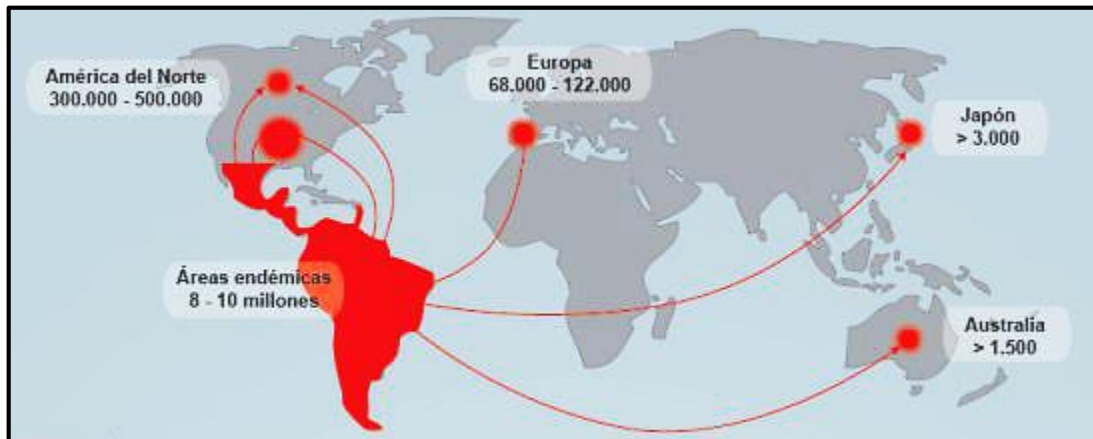 América del Norte
300.000 - 500.000
Europa
68.000 - 122.000
Japón
> 3.000
Áreas endémicas
8 - 10 millones
Australia
> 1.500